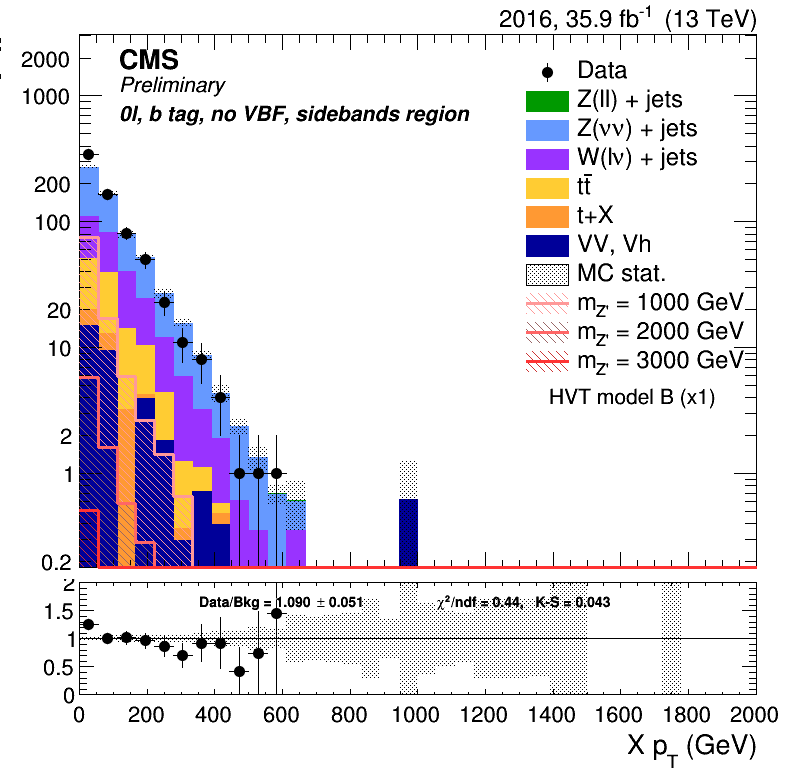 2016, 35.9 fb⁻¹ (13 TeV)
CMS
Preliminary
0l, b tag, no VBF, sidebands region
Data
Z(ll) + jets
Z(νν) + jets
W(lν) + jets
tt̄
t+X
VV, Vh
MC stat.
m_Z' = 1000 GeV
m_Z' = 2000 GeV
m_Z' = 3000 GeV
HVT model B (x1)
2000
1000
200
100
20
10
2
1
0.2
Data/Bkg = 1.090 ± 0.051
χ²/ndf = 0.44, K-S = 0.043
2
1.5
1
0.5
0
0 200 400 600 800 1000 1200 1400 1600 1800 2000
X p_T (GeV)